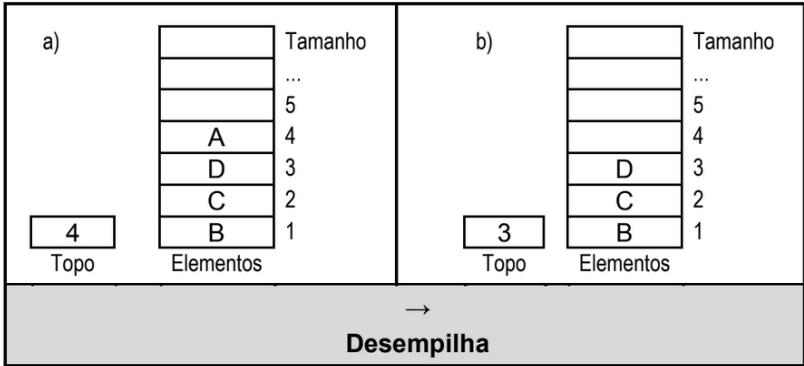 a)
Tamanho
...
5
A 4
D 3
C 2
4 B 1
Topo Elementos
b)
Tamanho
...
5
4
D 3
C 2
3 B 1
Topo Elementos
→
Desempilha